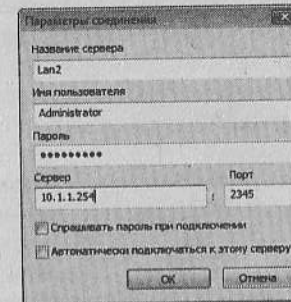 Параметры соединения
Название сервера
Lan2
Имя пользователя
Administrator
Пароль
•••••••••
Сервер
Порт
10.1.1.254 : 2345
Спрашивать пароль при подключении
Автоматически подключаться к этому серверу
ОК Отмена